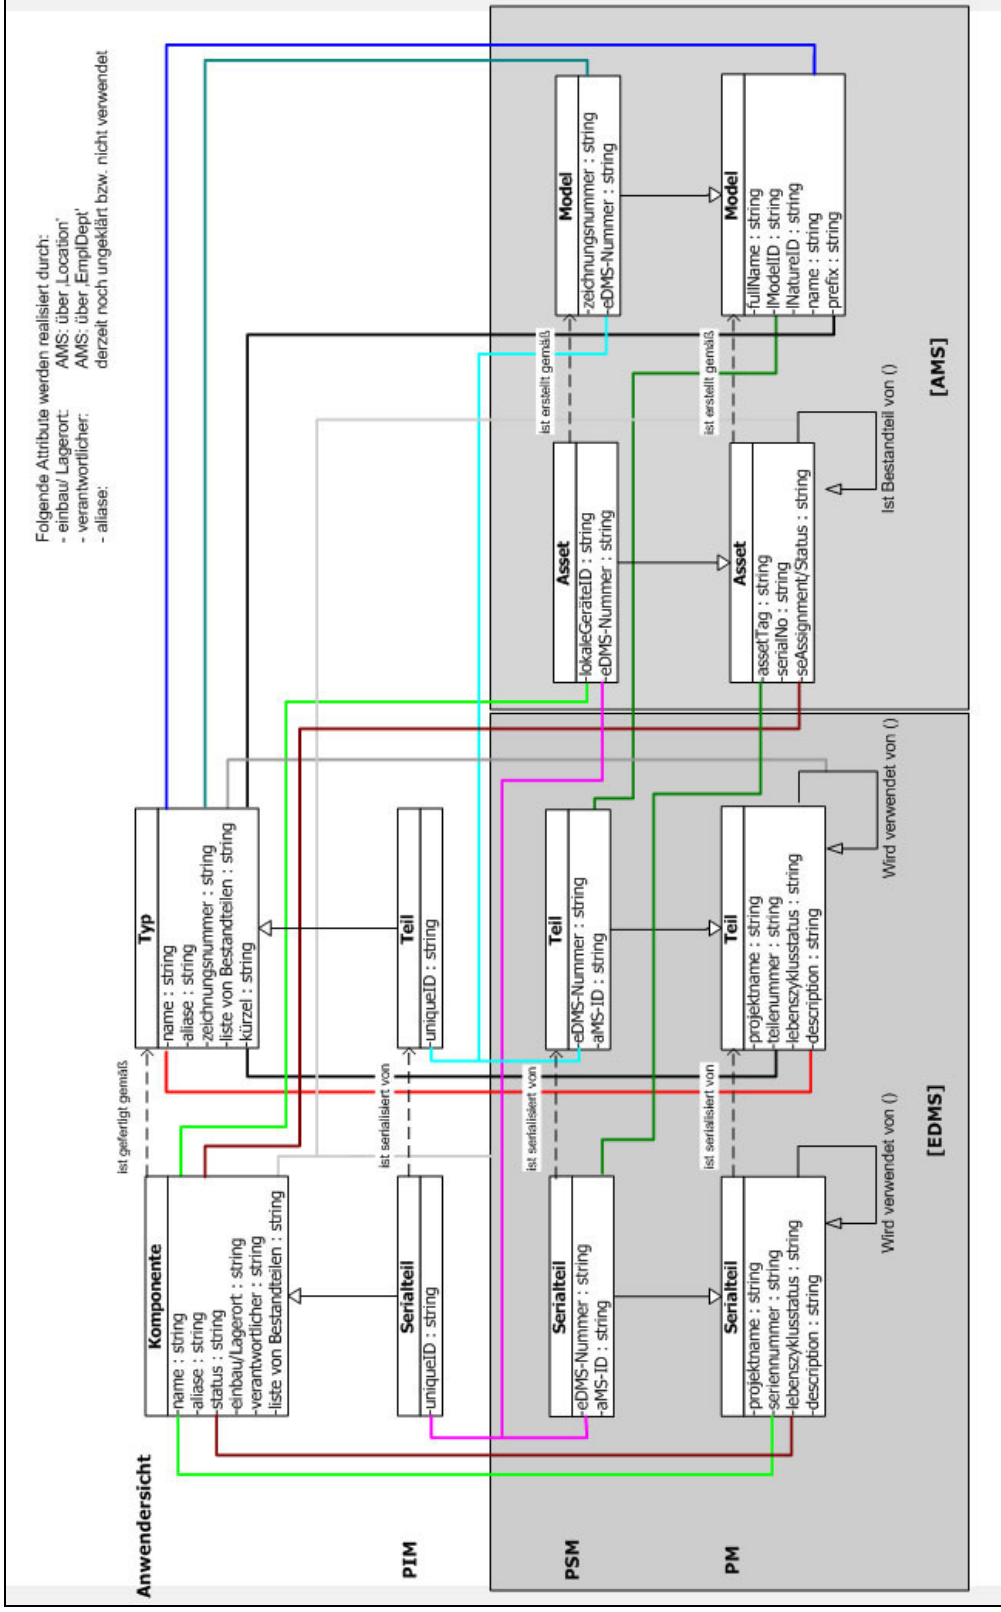 Folgende Attribute werden realisiert durch:
- einbau/ Lagerort: AMS: über ‚Location'
- verantwortlicher: AMS: über ‚EmplDept'
- aliase: derzeit noch ungeklärt bzw. nicht verwendet
Anwendersicht
Komponente
-name : string
-aliase : string
-status : string
-einbau/Lagerort : string
-verantwortlicher : string
-liste von Bestandteilen : string
ist gefertigt gemäß
Typ
-name : string
-aliase : string
-zeichnungsnummer : string
-liste von Bestandteilen : string
-kürzel : string
PIM
Serialteil
-uniqueID : string
ist serialisiert von
Teil
-uniqueID : string
PSM
Serialteil
-eDMS-Nummer : string
-aMS-ID : string
ist serialisiert von
Teil
-eDMS-Nummer : string
-aMS-ID : string
Asset
-lokaleGeräteID : string
-eDMS-Nummer : string
ist erstellt gemäß
Model
-zeichnungsnummer : string
-eDMS-Nummer : string
PM
Serialteil
-projektname : string
-seriennummer : string
-lebenszyklusstatus : string
-description : string
ist serialisiert von
Teil
-projektname : string
-teilenummer : string
-lebenszyklusstatus : string
-description : string
Asset
-assetTag : string
-serialNo : string
-seAssignment/Status : string
ist erstellt gemäß
Model
-fullName : string
-lModelID : string
-lNatureID : string
-name : string
-prefix : string
Wird verwendet von ()
Wird verwendet von ()
Ist Bestandteil von ()
[EDMS]
[AMS]